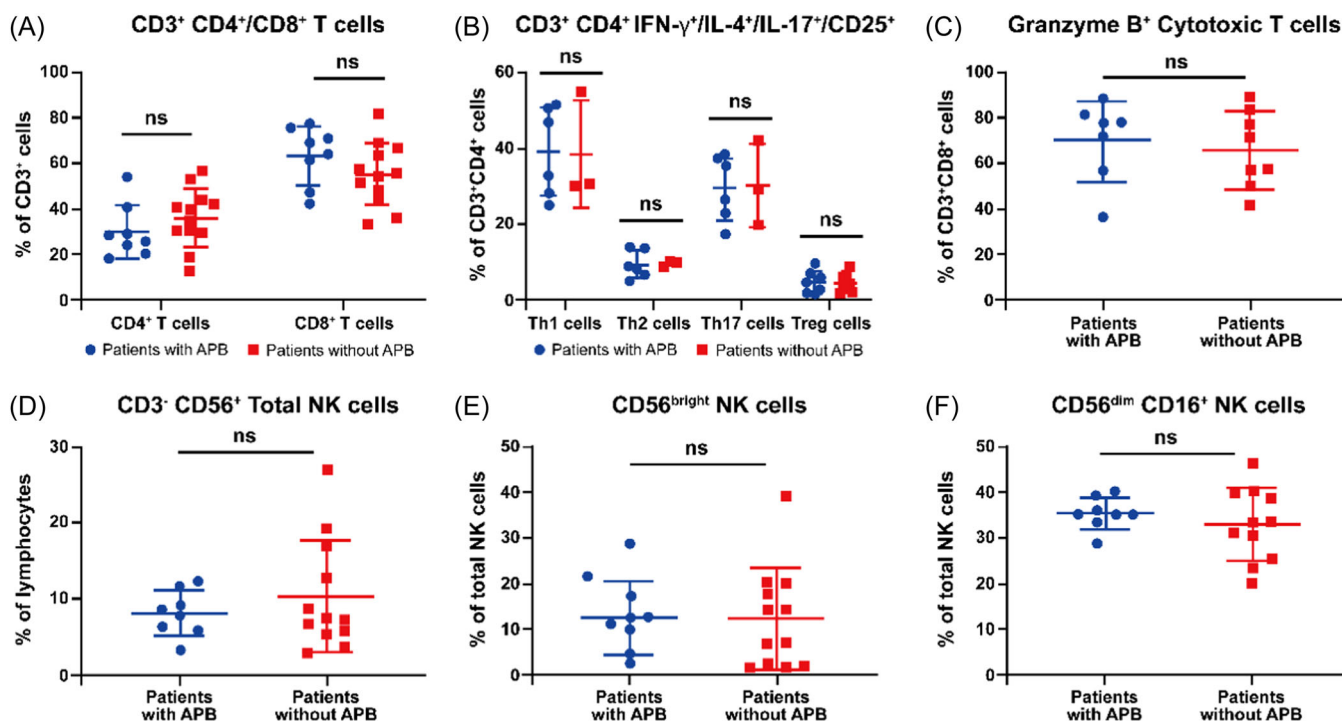 (A) CD3⁺ CD4⁺/CD8⁺ T cells
ns
ns
% of CD3⁺ cells
100
80
60
40
20
0
CD4⁺ T cells
CD8⁺ T cells
Patients with APB
Patients without APB
(B) CD3⁺ CD4⁺ IFN-γ⁺/IL-4⁺/IL-17⁺/CD25⁺
ns
ns
ns
ns
% of CD3⁺CD4⁺ cells
60
40
20
0
Th1 cells
Th2 cells
Th17 cells
Treg cells
Patients with APB
Patients without APB
(C) Granzyme B⁺ Cytotoxic T cells
ns
% of CD3⁺CD8⁺ cells
100
80
60
40
20
0
Patients
with APB
Patients
without APB
(D) CD3⁻ CD56⁺ Total NK cells
ns
% of lymphocytes
30
20
10
0
Patients
with APB
Patients
without APB
(E) CD56ᵇʳⁱᵍʰᵗ NK cells
ns
% of total NK cells
50
40
30
20
10
0
Patients
with APB
Patients
without APB
(F) CD56ᵈⁱᵐ CD16⁺ NK cells
ns
% of total NK cells
50
40
30
20
10
0
Patients
with APB
Patients
without APB